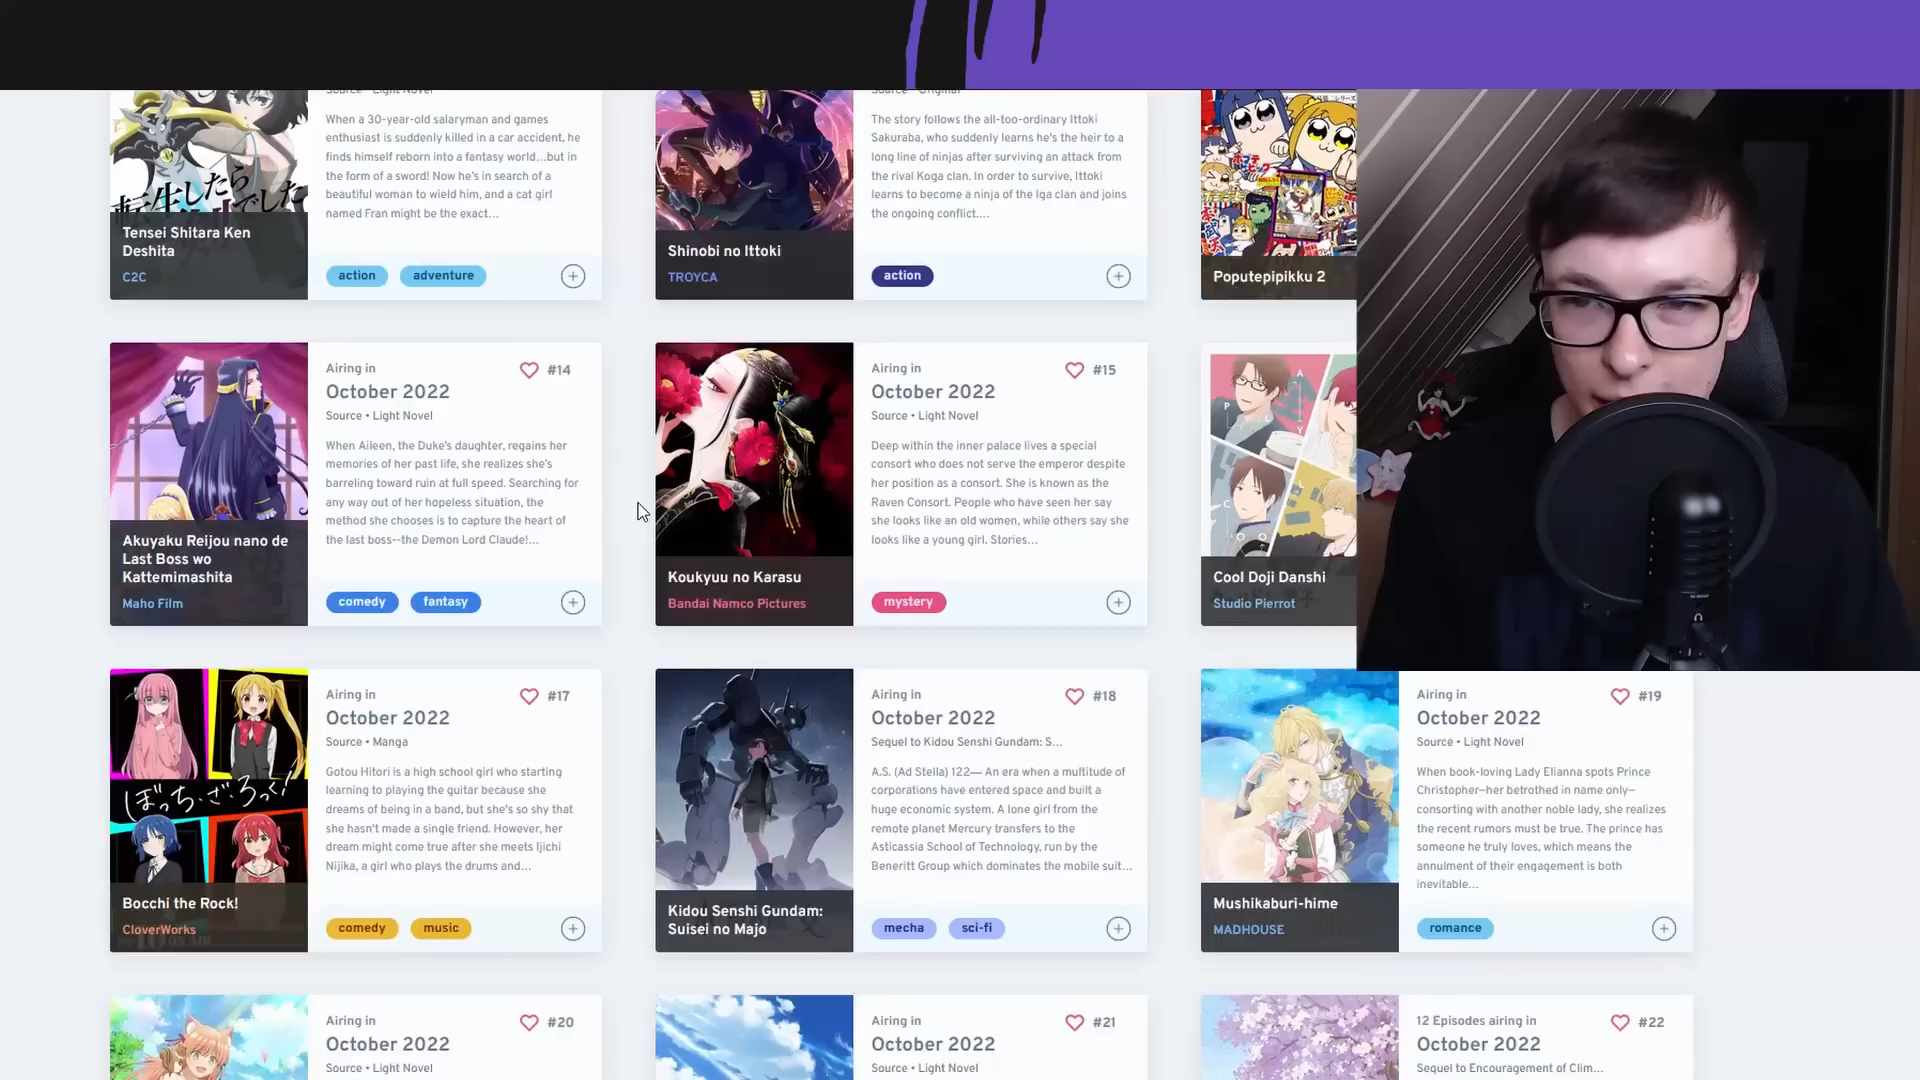 Source • Light Novel
When a 30-year-old salaryman and games
enthusiast is suddenly killed in a car accident, he
finds himself reborn into a fantasy world...but in
the form of a sword! Now he's in search of a
beautiful woman to wield him, and a cat girl
named Fran might be the exact...
転生したら
でした
Tensei Shitara Ken
Deshita
C2C
action
adventure
Source • Original
The story follows the all-too-ordinary Ittoki
Sakuraba, who suddenly learns he's the heir to a
long line of ninjas after surviving an attack from
the rival Koga clan. In order to survive, Ittoki
learns to become a ninja of the Iga clan and joins
the ongoing conflict....
Shinobi no Ittoki
TROYCA
action
Poputepipikku 2
Airing in
#14
October 2022
Source • Light Novel
When Aileen, the Duke's daughter, regains her
memories of her past life, she realizes she's
barreling toward ruin at full speed. Searching for
any way out of her hopeless situation, the
method she chooses is to capture the heart of
the last boss--the Demon Lord Claude!...
Akuyaku Reijou nano de
Last Boss wo
Kattemimashita
Maho Film
comedy
fantasy
Airing in
#15
October 2022
Source • Light Novel
Deep within the inner palace lives a special
consort who does not serve the emperor despite
her position as a consort. She is known as the
Raven Consort. People who have seen her say
she looks like an old women, while others say she
looks like a young girl. Stories...
Koukyuu no Karasu
Bandai Namco Pictures
mystery
Cool Doji Danshi
Studio Pierrot
Airing in
#17
October 2022
Source • Manga
Gotou Hitori is a high school girl who starting
learning to playing the guitar because she
dreams of being in a band, but she's so shy that
she hasn't made a single friend. However, her
dream might come true after she meets Ijichi
Nijika, a girl who plays the drums and...
ぼっち・ざ・ろっく!
Bocchi the Rock!
CloverWorks
comedy
music
Airing in
#18
October 2022
Sequel to Kidou Senshi Gundam: S...
A.S. (Ad Stella) 122— An era when a multitude of
corporations have entered space and built a
huge economic system. A lone girl from the
remote planet Mercury transfers to the
Asticassia School of Technology, run by the
Beneritt Group which dominates the mobile suit...
Kidou Senshi Gundam:
Suisei no Majo
mecha
sci-fi
Airing in
#19
October 2022
Source • Light Novel
When book-loving Lady Elianna spots Prince
Christopher—her betrothed in name only—
consorting with another noble lady, she realizes
the recent rumors must be true. The prince has
someone he truly loves, which means the
annulment of their engagement is both
inevitable...
Mushikaburi-hime
MADHOUSE
romance
Airing in
#20
October 2022
Source • Light Novel
Airing in
#21
October 2022
Source • Light Novel
12 Episodes airing in
#22
October 2022
Sequel to Encouragement of Clim...